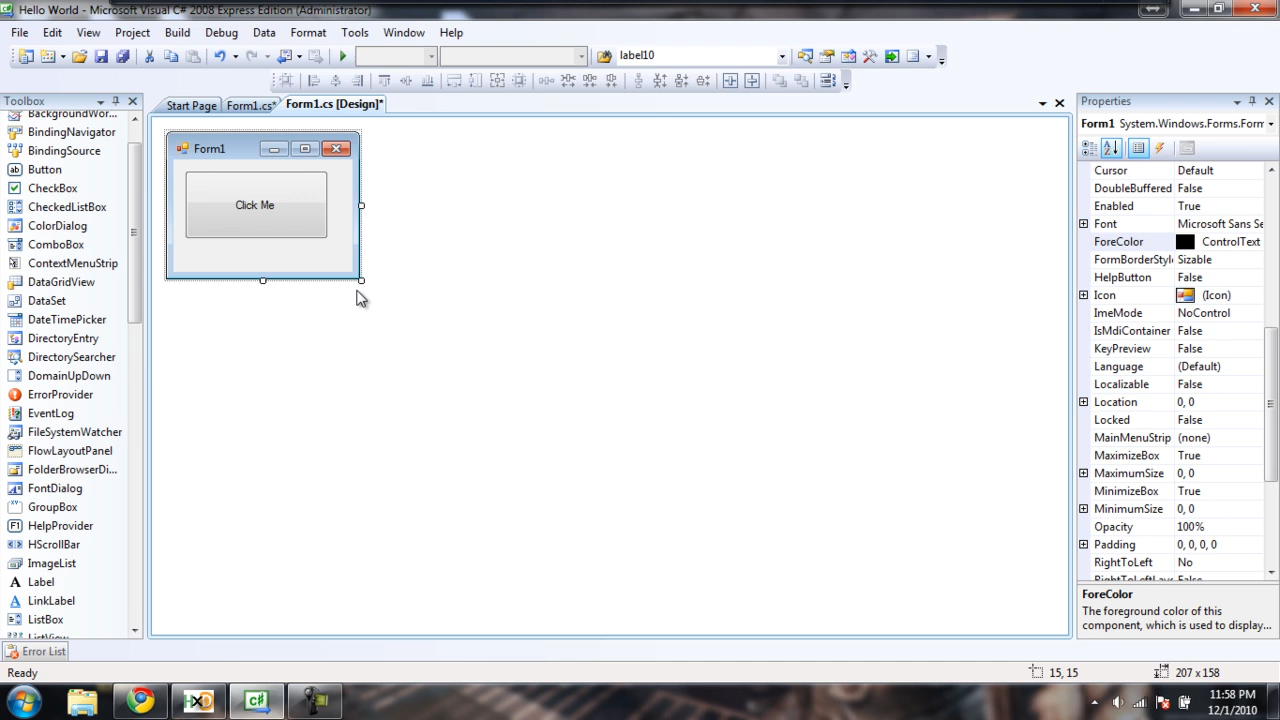 Hello World - Microsoft Visual C# 2008 Express Edition (Administrator)
File Edit View Project Build Debug Data Format Tools Window Help
label10
Toolbox
Start Page Form1.cs* Form1.cs [Design]*
Properties
BackgroundWor...
BindingNavigator
BindingSource
Button
CheckBox
CheckedListBox
ColorDialog
ComboBox
ContextMenuStrip
DataGridView
DataSet
DateTimePicker
DirectoryEntry
DirectorySearcher
DomainUpDown
ErrorProvider
EventLog
FileSystemWatcher
FlowLayoutPanel
FolderBrowserDi...
FontDialog
GroupBox
HelpProvider
HScrollBar
ImageList
A Label
A LinkLabel
ListBox
ListView
Form1
Click Me
Form1 System.Windows.Forms.Form
Cursor Default
DoubleBuffered False
Enabled True
Font Microsoft Sans Se
ForeColor ControlText
FormBorderStyle Sizable
HelpButton False
Icon (Icon)
ImeMode NoControl
IsMdiContainer False
KeyPreview False
Language (Default)
Localizable False
Location 0, 0
Locked False
MainMenuStrip (none)
MaximizeBox True
MaximumSize 0, 0
MinimizeBox True
MinimumSize 0, 0
Opacity 100%
Padding 0, 0, 0, 0
RightToLeft No
RightToLeftLay False
ForeColor
The foreground color of this
component, which is used to display...
Error List
Ready
15, 15
207 x 158
11:58 PM
12/1/2010